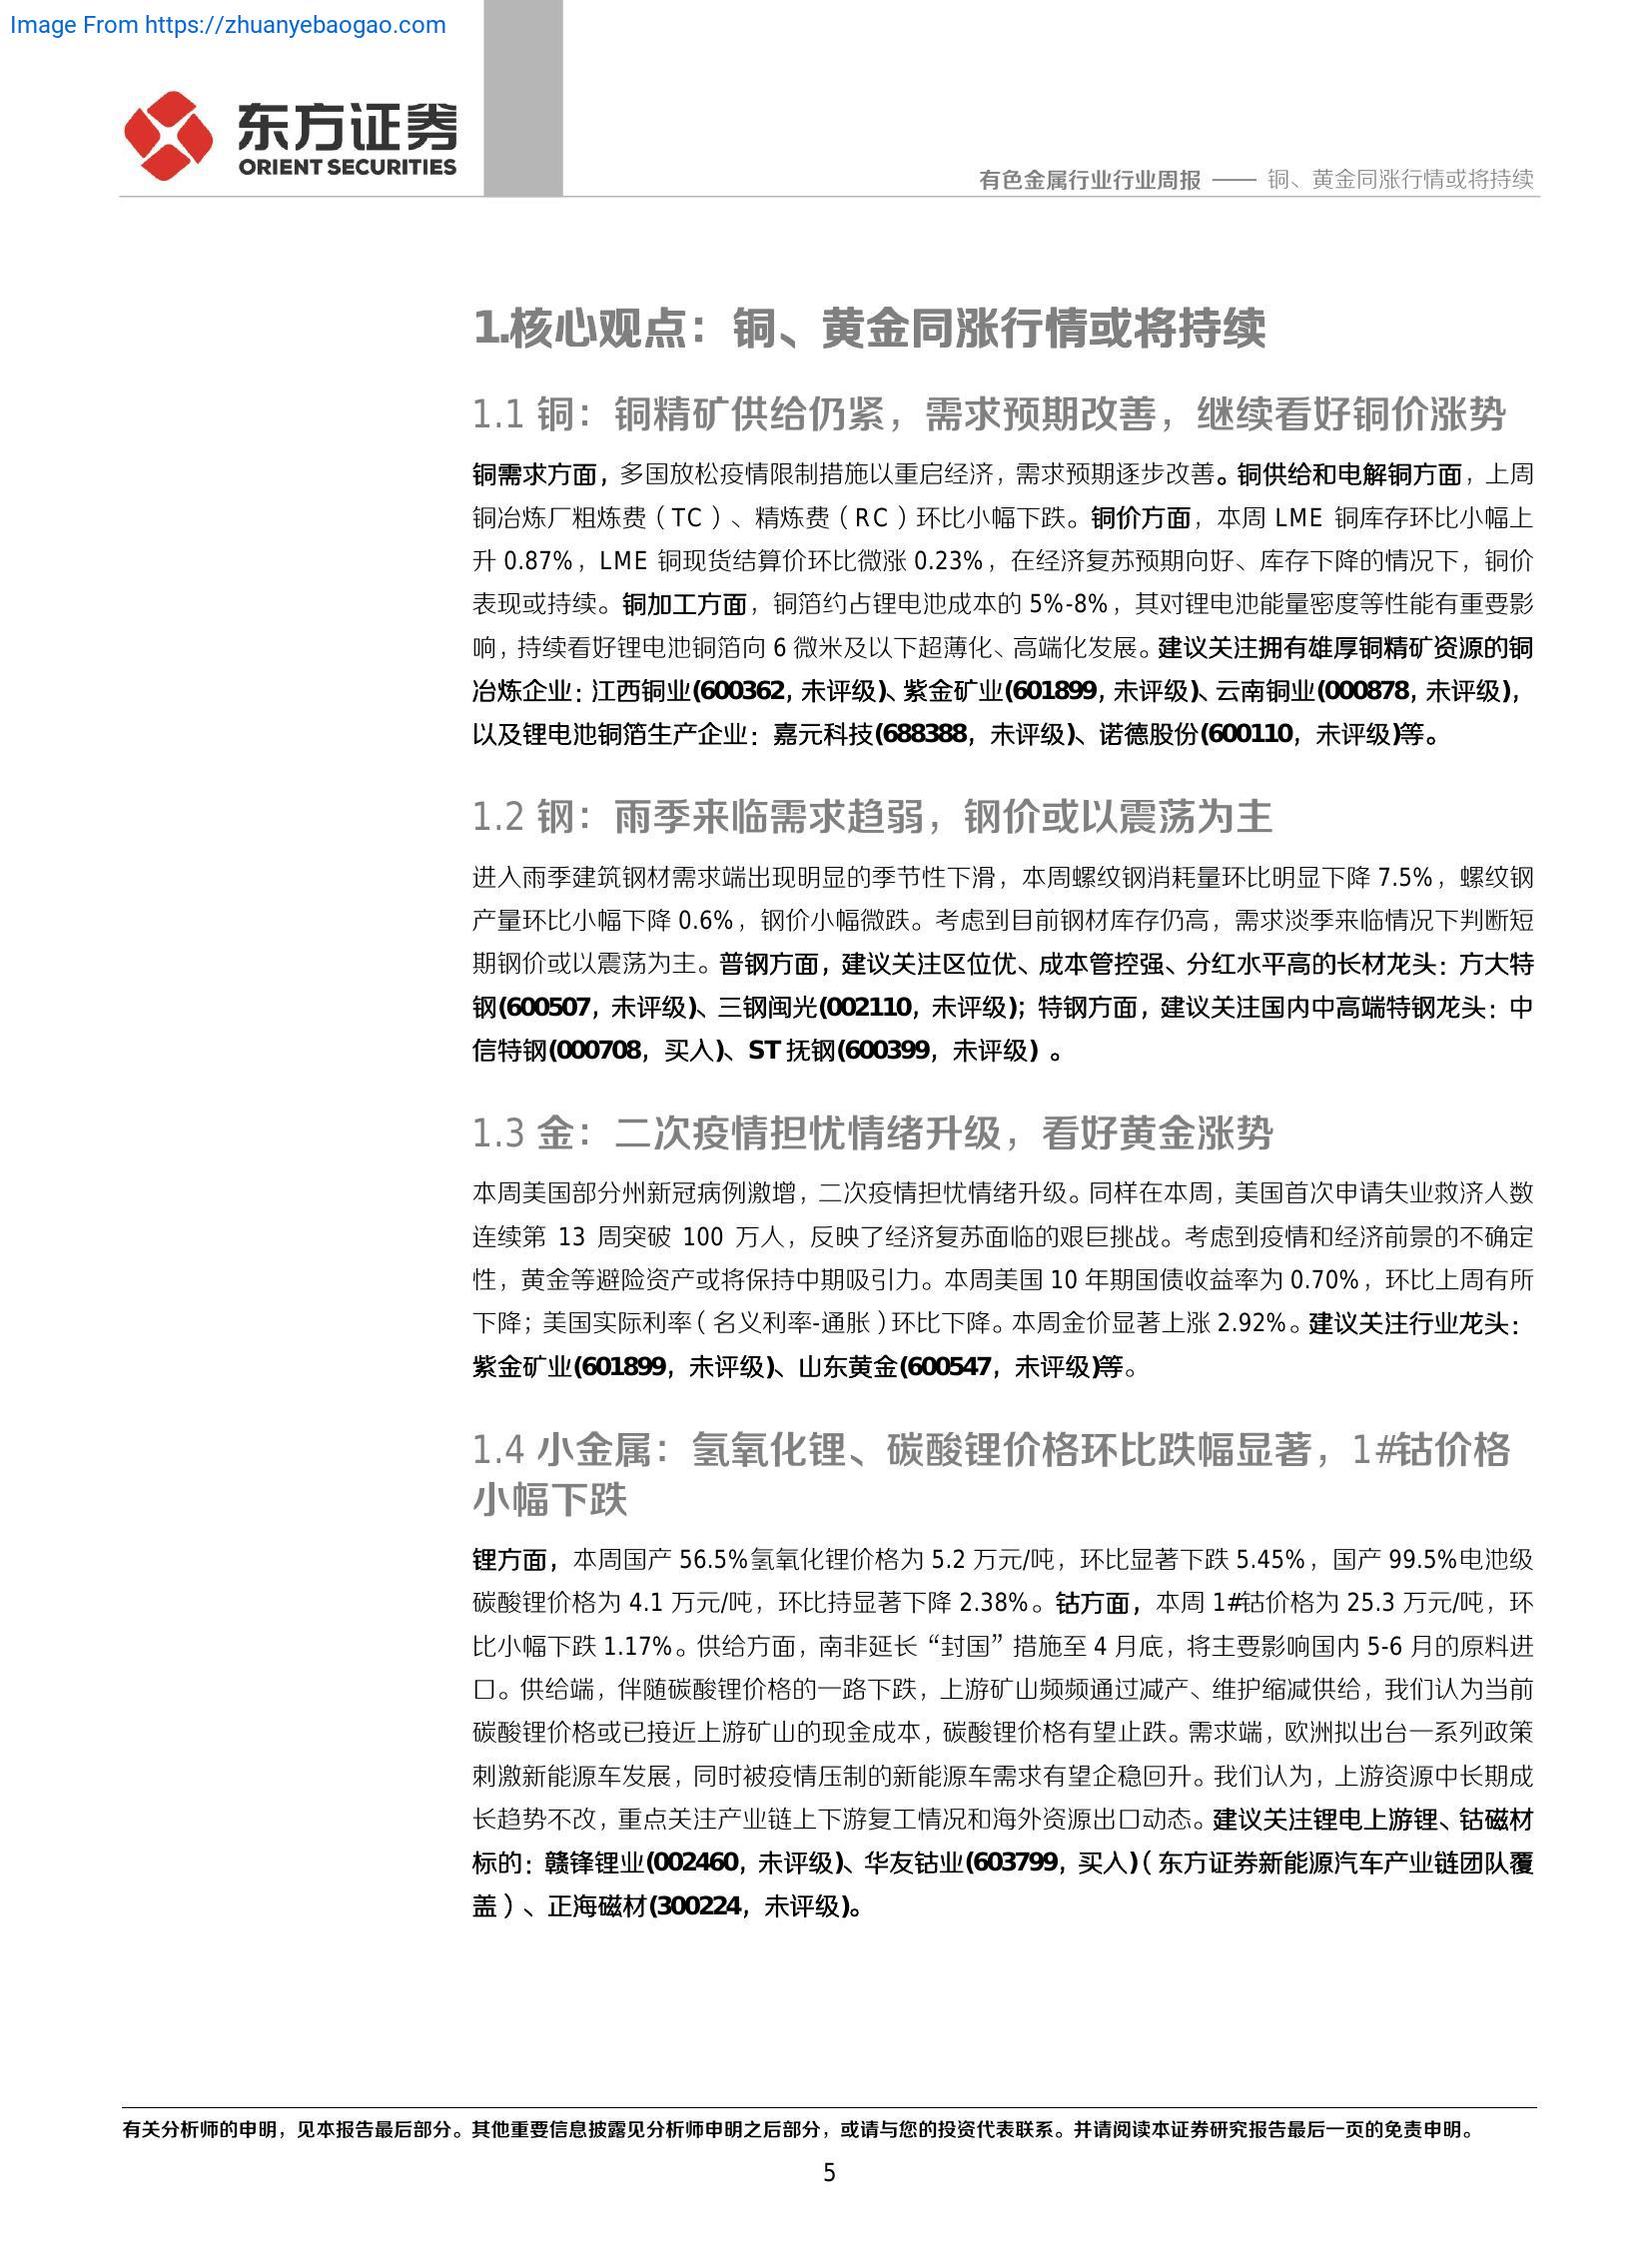 Image From https://zhuanyebaogao.com
东方证券
ORIENT SECURITIES
有色金属行业行业周报 —— 铜、黄金同涨行情或将持续
1.核心观点：铜、黄金同涨行情或将持续
1.1 铜：铜精矿供给仍紧，需求预期改善，继续看好铜价涨势
铜需求方面，多国放松疫情限制措施以重启经济，需求预期逐步改善。铜供给和电解铜方面，上周
铜冶炼厂粗炼费（TC）、精炼费（RC）环比小幅下跌。铜价方面，本周 LME 铜库存环比小幅上
升 0.87%，LME 铜现货结算价环比微涨 0.23%，在经济复苏预期向好、库存下降的情况下，铜价
表现或持续。铜加工方面，铜箔约占锂电池成本的 5%-8%，其对锂电池能量密度等性能有重要影
响，持续看好锂电池铜箔向 6 微米及以下超薄化、高端化发展。建议关注拥有雄厚铜精矿资源的铜
冶炼企业：江西铜业(600362，未评级)、紫金矿业(601899，未评级)、云南铜业(000878，未评级)，
以及锂电池铜箔生产企业：嘉元科技(688388，未评级)、诺德股份(600110，未评级)等。
1.2 钢：雨季来临需求趋弱，钢价或以震荡为主
进入雨季建筑钢材需求端出现明显的季节性下滑，本周螺纹钢消耗量环比明显下降 7.5%，螺纹钢
产量环比小幅下降 0.6%，钢价小幅微跌。考虑到目前钢材库存仍高，需求淡季来临情况下判断短
期钢价或以震荡为主。普钢方面，建议关注区位优、成本管控强、分红水平高的长材龙头：方大特
钢(600507，未评级)、三钢闽光(002110，未评级)；特钢方面，建议关注国内中高端特钢龙头：中
信特钢(000708，买入)、ST 抚钢(600399，未评级) 。
1.3 金：二次疫情担忧情绪升级，看好黄金涨势
本周美国部分州新冠病例激增，二次疫情担忧情绪升级。同样在本周，美国首次申请失业救济人数
连续第 13 周突破 100 万人，反映了经济复苏面临的艰巨挑战。考虑到疫情和经济前景的不确定
性，黄金等避险资产或将保持中期吸引力。本周美国 10 年期国债收益率为 0.70%，环比上周有所
下降；美国实际利率（名义利率-通胀）环比下降。本周金价显著上涨 2.92%。建议关注行业龙头：
紫金矿业(601899，未评级)、山东黄金(600547，未评级)等。
1.4 小金属：氢氧化锂、碳酸锂价格环比跌幅显著，1#钴价格
小幅下跌
锂方面，本周国产 56.5%氢氧化锂价格为 5.2 万元/吨，环比显著下跌 5.45%，国产 99.5%电池级
碳酸锂价格为 4.1 万元/吨，环比持显著下降 2.38%。钴方面，本周 1#钴价格为 25.3 万元/吨，环
比小幅下跌 1.17%。供给方面，南非延长“封国”措施至 4 月底，将主要影响国内 5-6 月的原料进
口。供给端，伴随碳酸锂价格的一路下跌，上游矿山频频通过减产、维护缩减供给，我们认为当前
碳酸锂价格或已接近上游矿山的现金成本，碳酸锂价格有望止跌。需求端，欧洲拟出台一系列政策
刺激新能源车发展，同时被疫情压制的新能源车需求有望企稳回升。我们认为，上游资源中长期成
长趋势不改，重点关注产业链上下游复工情况和海外资源出口动态。建议关注锂电上游锂、钴磁材
标的：赣锋锂业(002460，未评级)、华友钴业(603799，买入)（东方证券新能源汽车产业链团队覆
盖）、正海磁材(300224，未评级)。
有关分析师的申明，见本报告最后部分。其他重要信息披露见分析师申明之后部分，或请与您的投资代表联系。并请阅读本证券研究报告最后一页的免责申明。
5